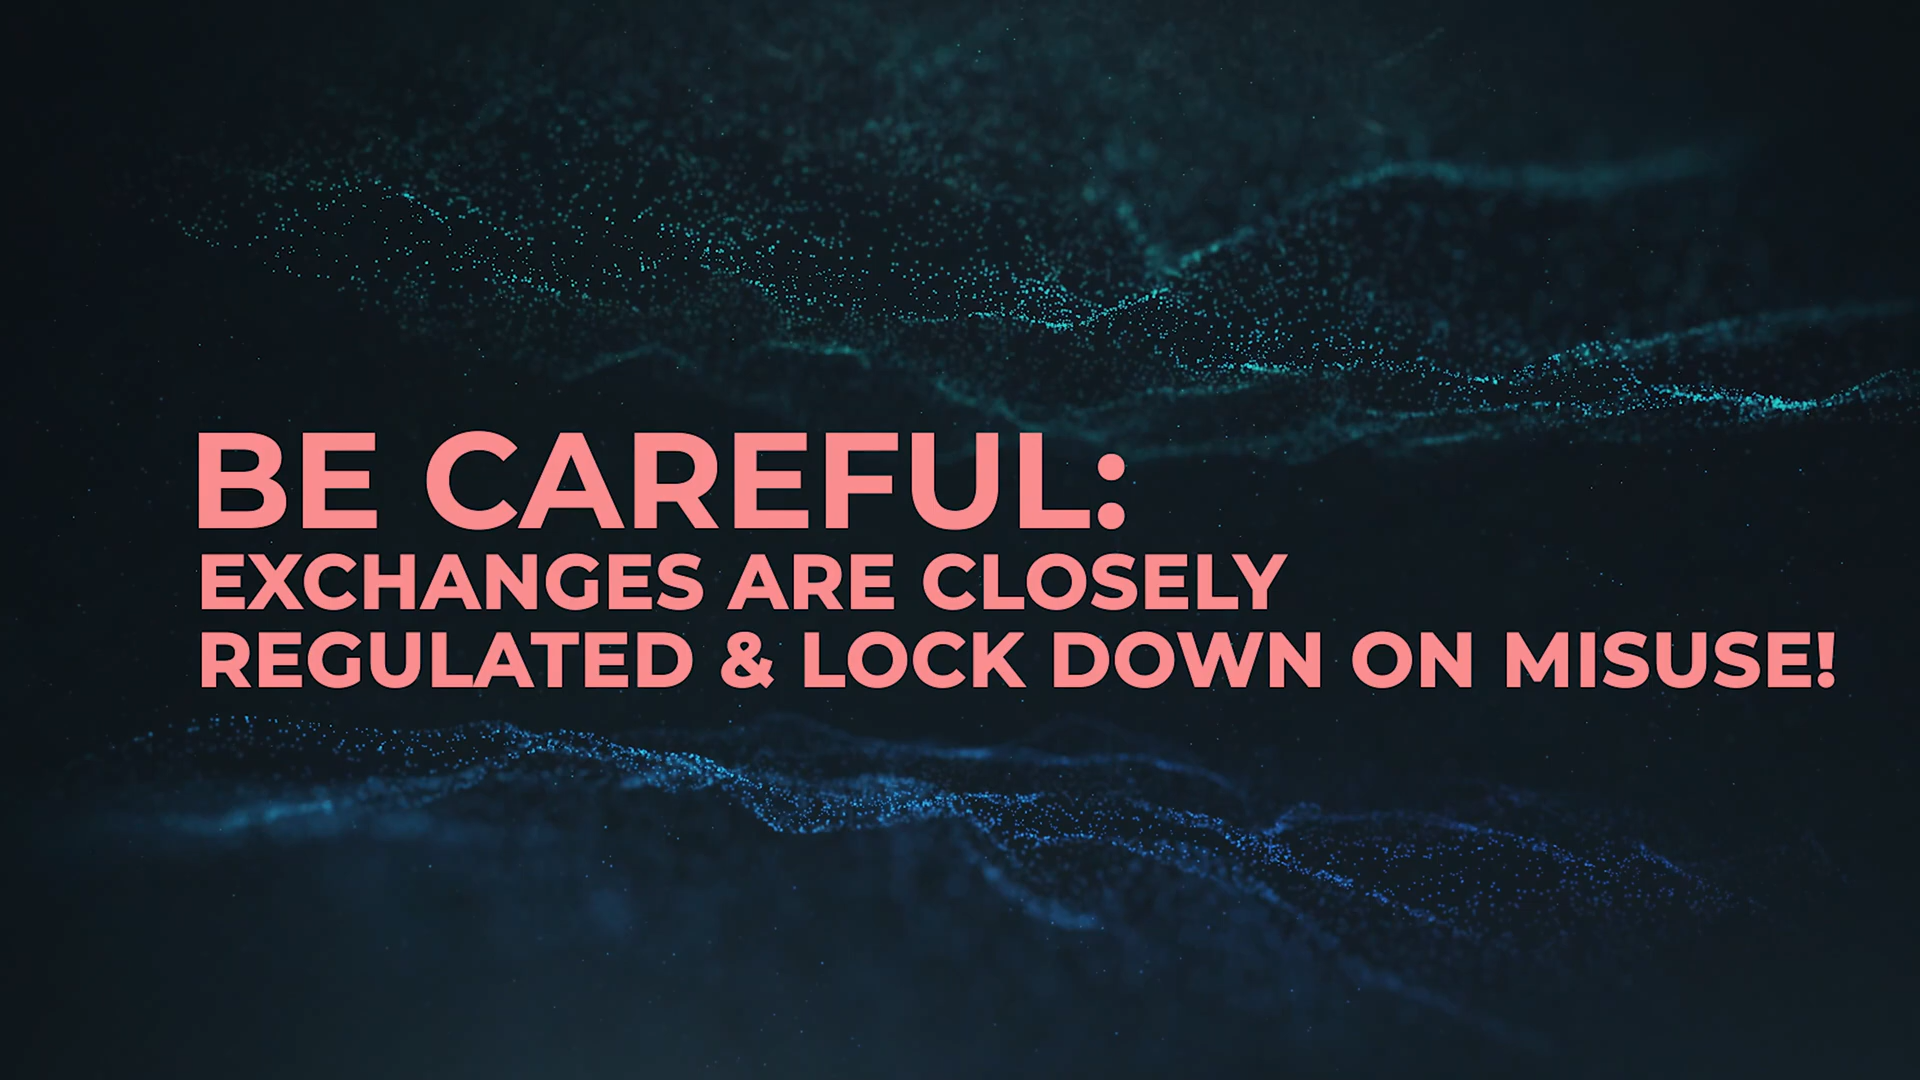 BE CAREFUL:
EXCHANGES ARE CLOSELY
REGULATED & LOCK DOWN ON MISUSE!